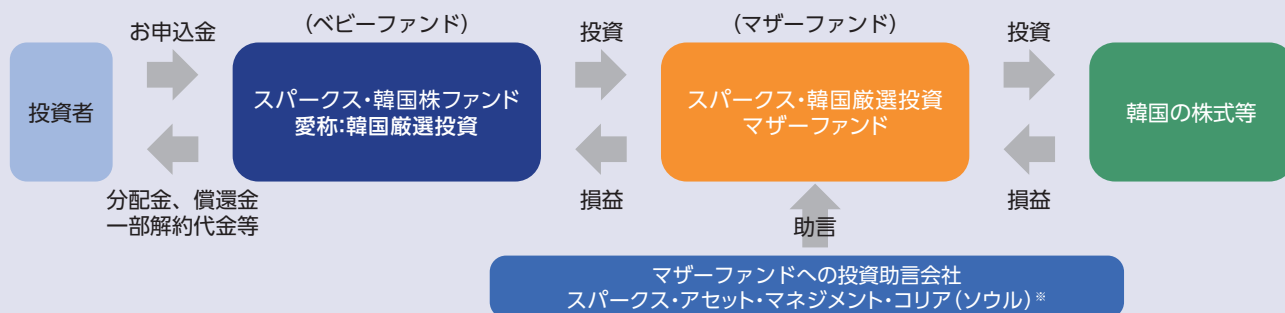 お申込金
(ベビーファンド)
投資
(マザーファンド)
投資
投資者
スパークス・韓国株ファンド
愛称:韓国厳選投資
スパークス・韓国厳選投資
マザーファンド
韓国の株式等
分配金、償還金
一部解約代金等
損益
損益
助言
マザーファンドへの投資助言会社
スパークス・アセット・マネジメント・コリア(ソウル)※